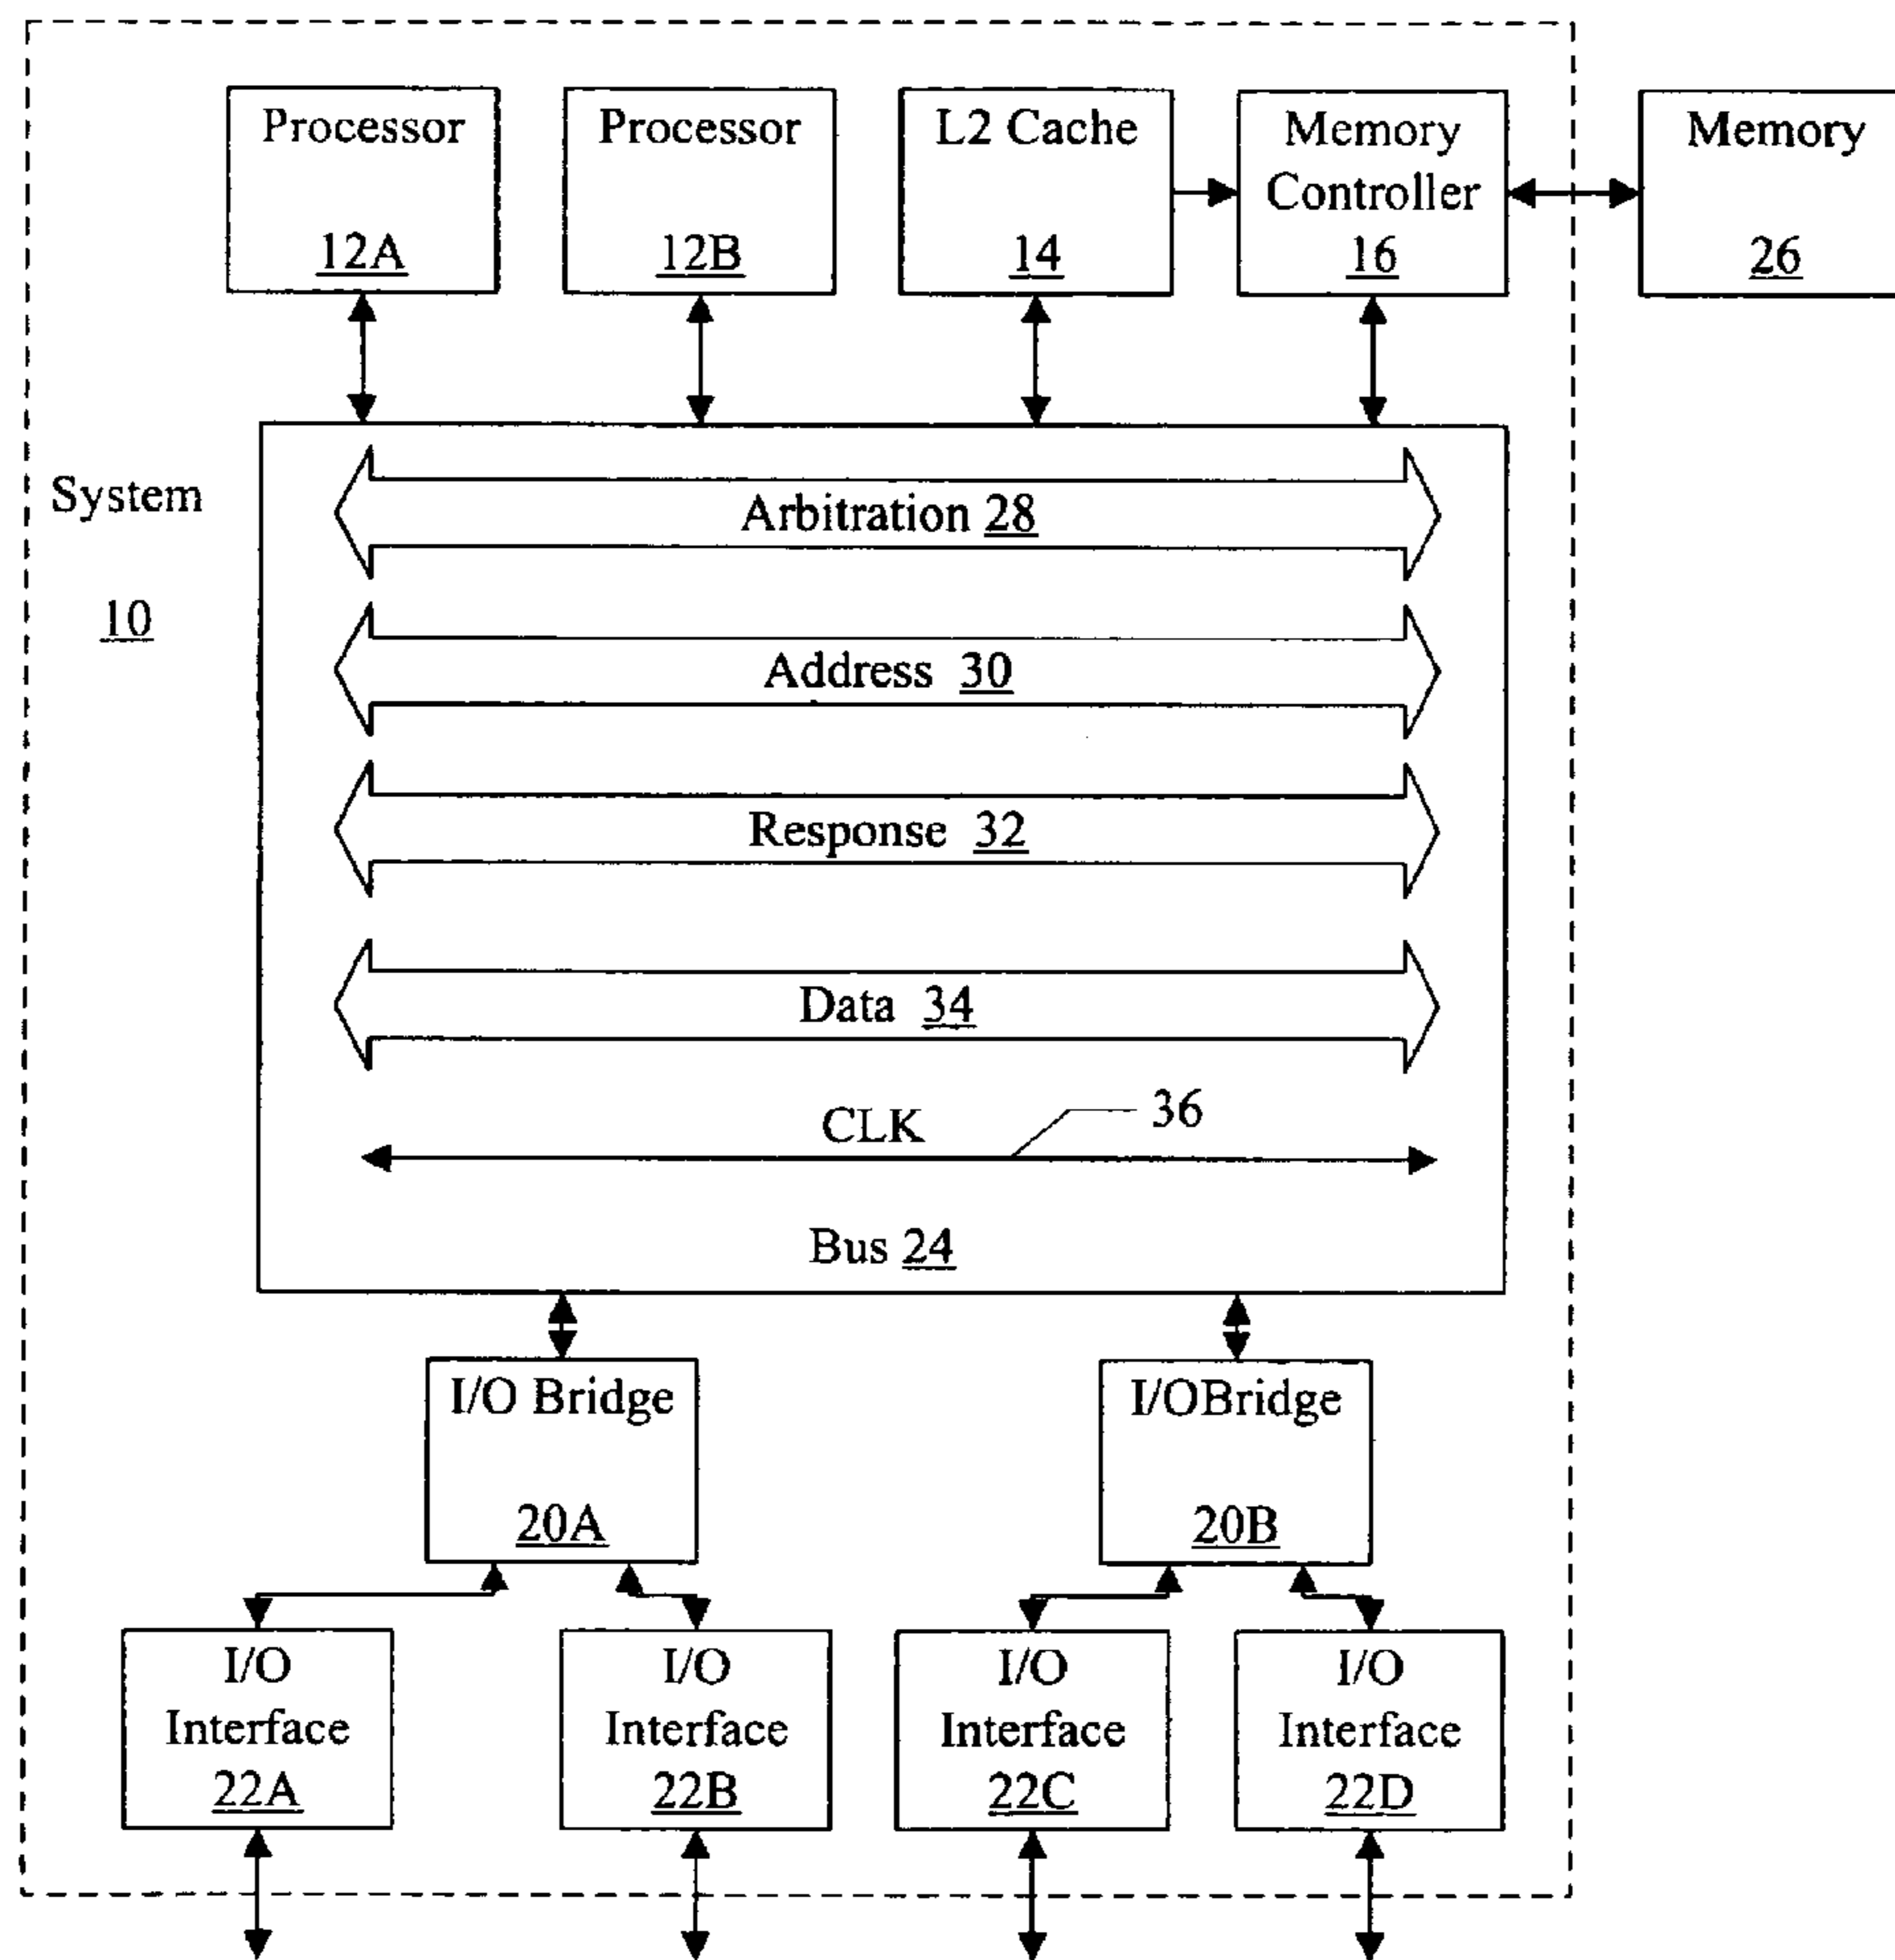 Processor
12A
Processor
12B
L2 Cache
14
Memory
Controller
16
Memory
26
System
10
Arbitration 28
Address 30
Response 32
Data 34
CLK
36
Bus 24
I/O Bridge
20A
I/OBridge
20B
I/O
Interface
22A
I/O
Interface
22B
I/O
Interface
22C
I/O
Interface
22D